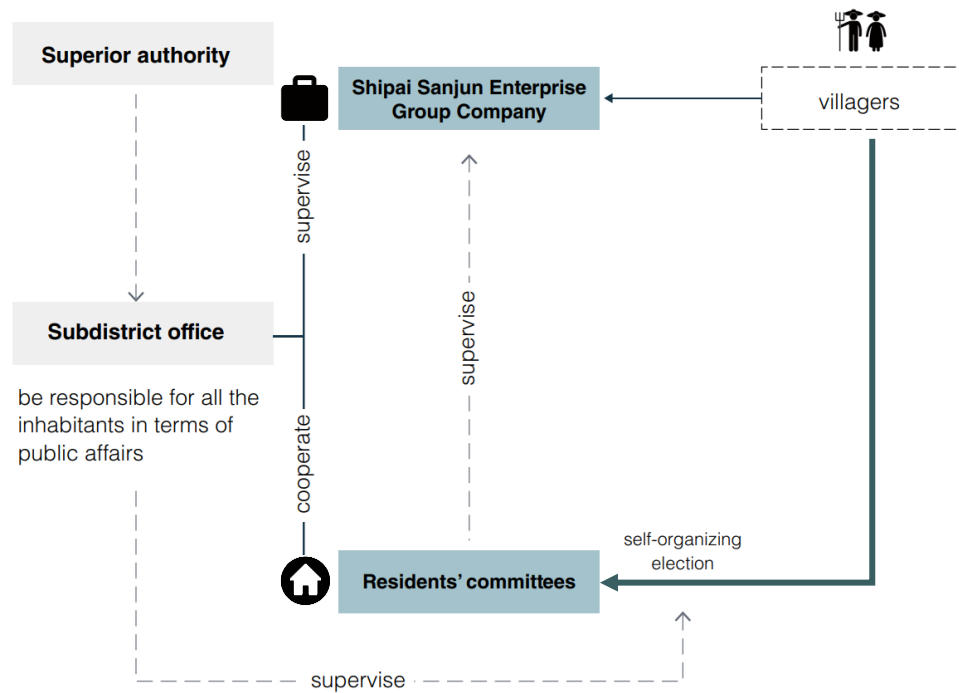 Superior authority
Shipai Sanjun Enterprise
Group Company
villagers
supervise
Subdistrict office
supervise
be responsible for all the
inhabitants in terms of
public affairs
cooperate
self-organizing
election
Residents’ committees
supervise